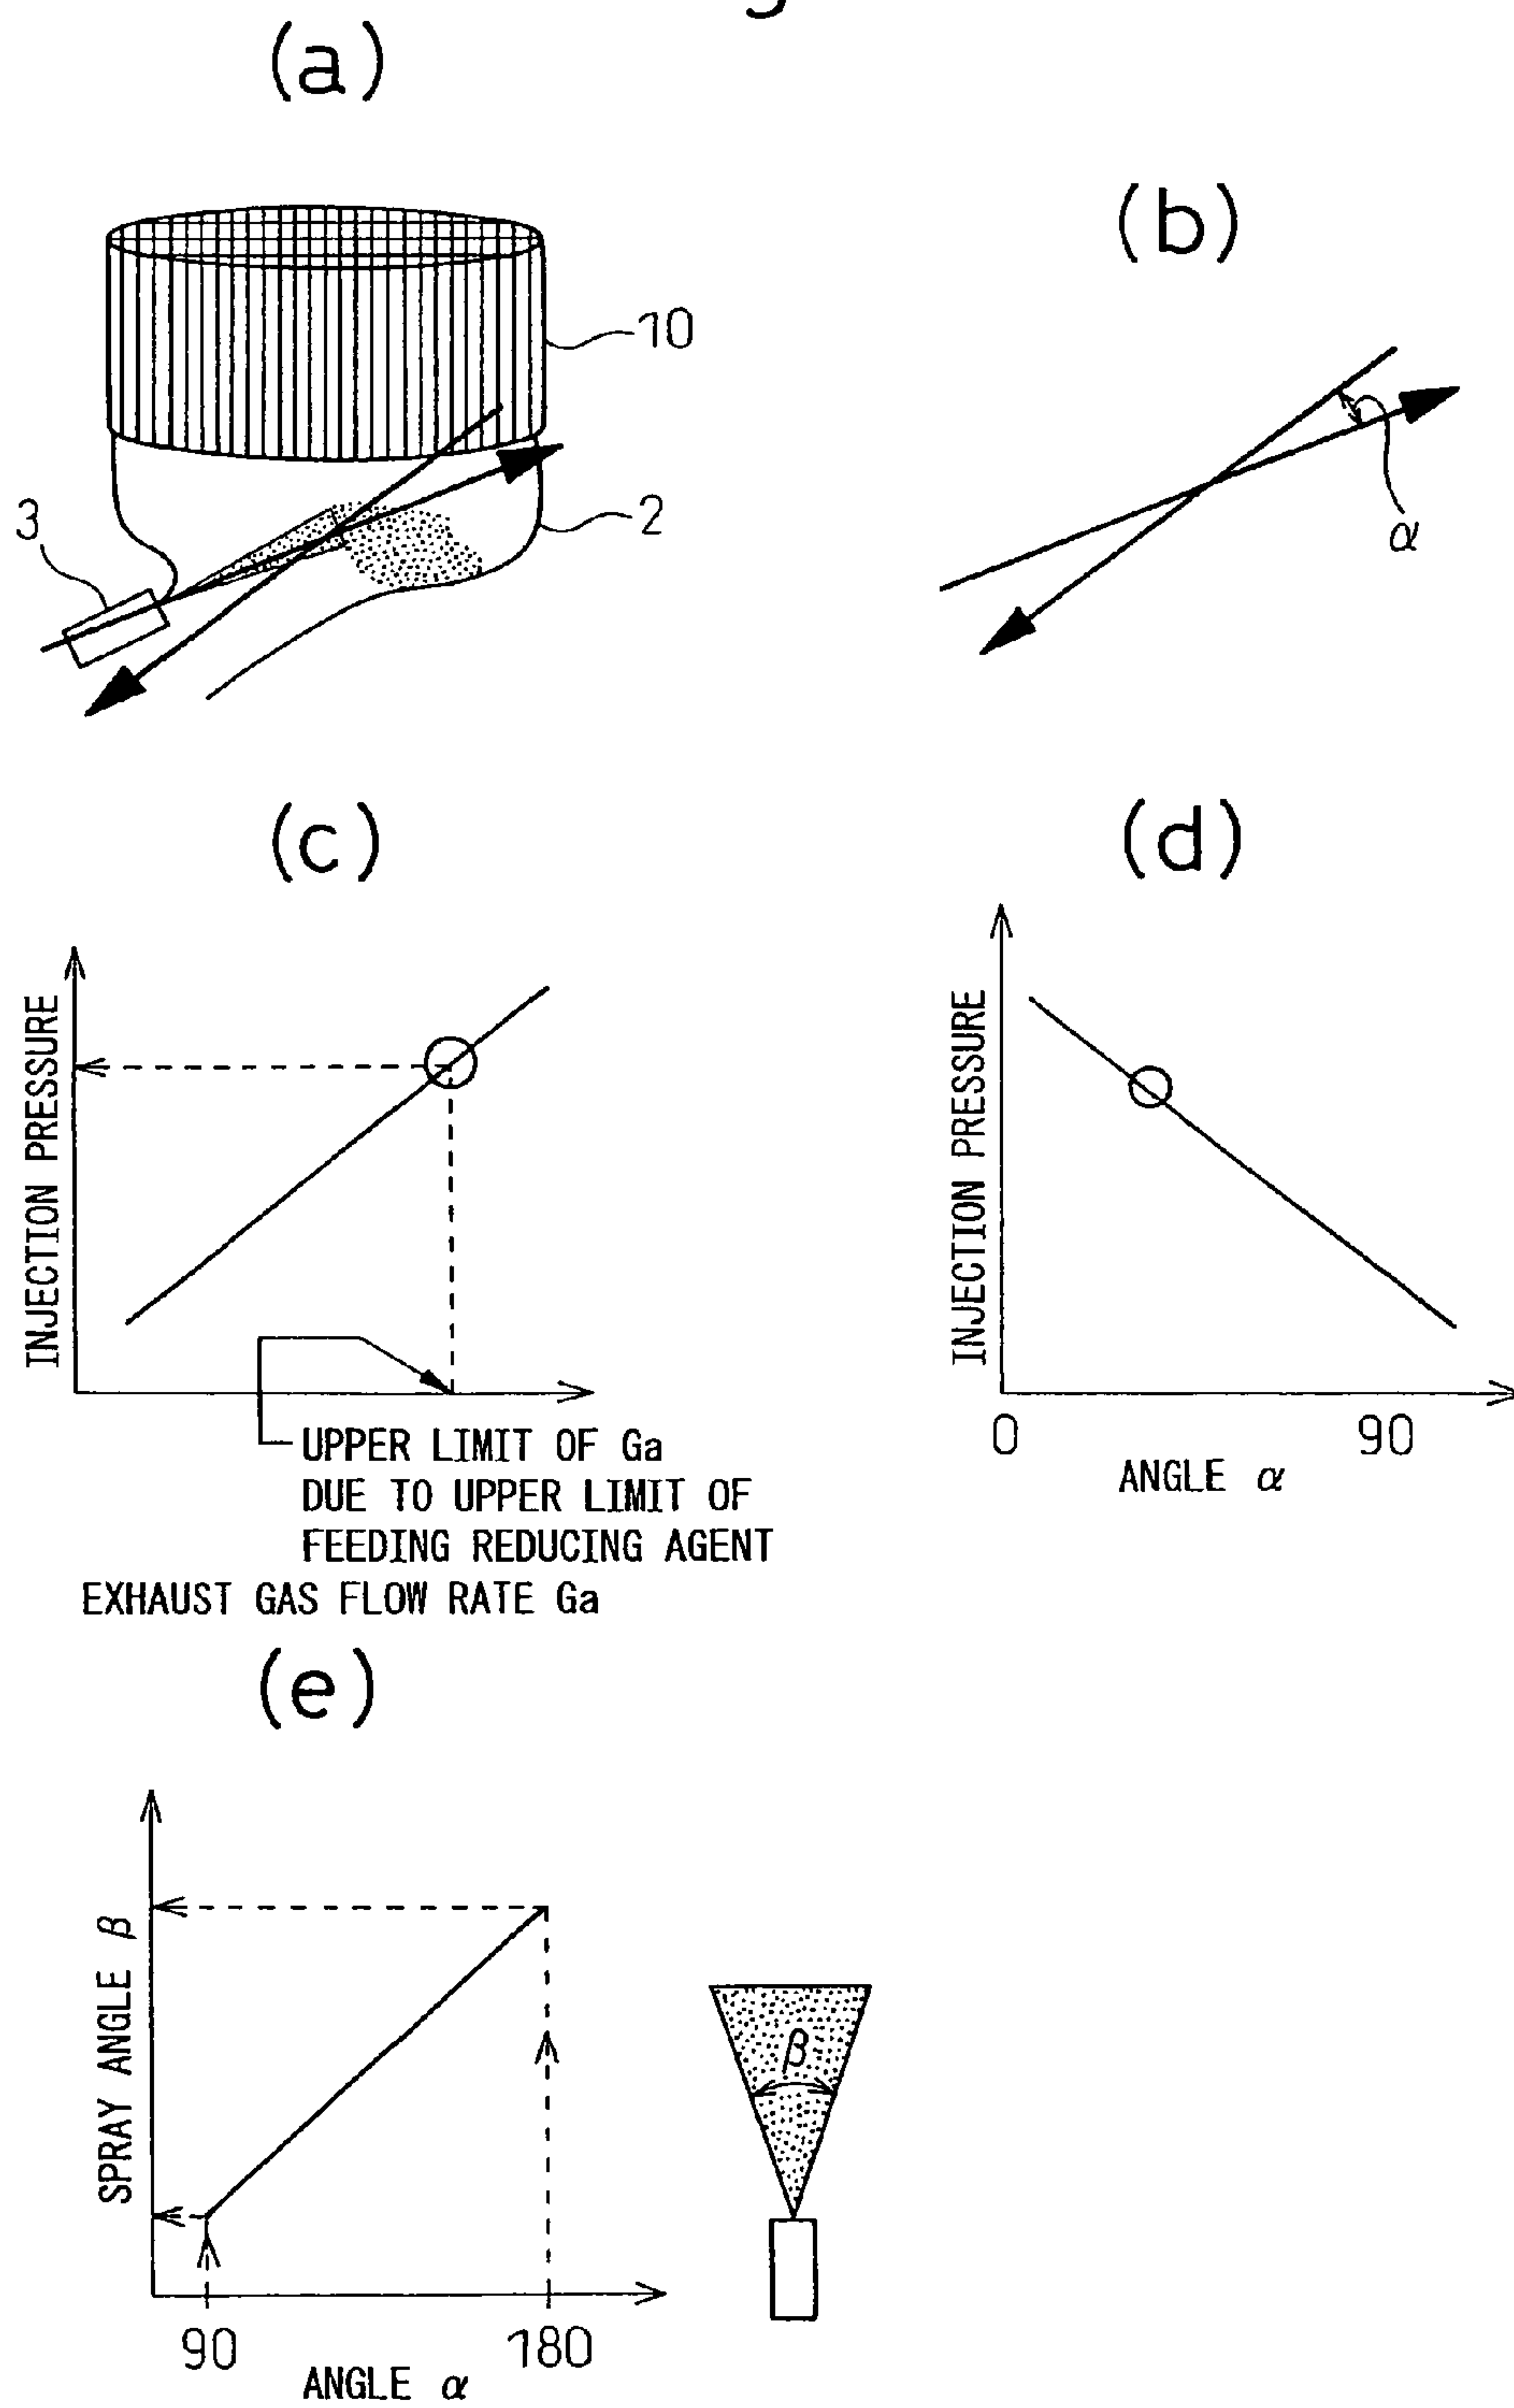 (a)
10
2
3
(b)
α
(c)
INJECTION PRESSURE
UPPER LIMIT OF Ga
DUE TO UPPER LIMIT OF
FEEDING REDUCING AGENT
EXHAUST GAS FLOW RATE Ga
(d)
INJECTION PRESSURE
0
90
ANGLE α
(e)
SPRAY ANGLE β
90
180
ANGLE α
β